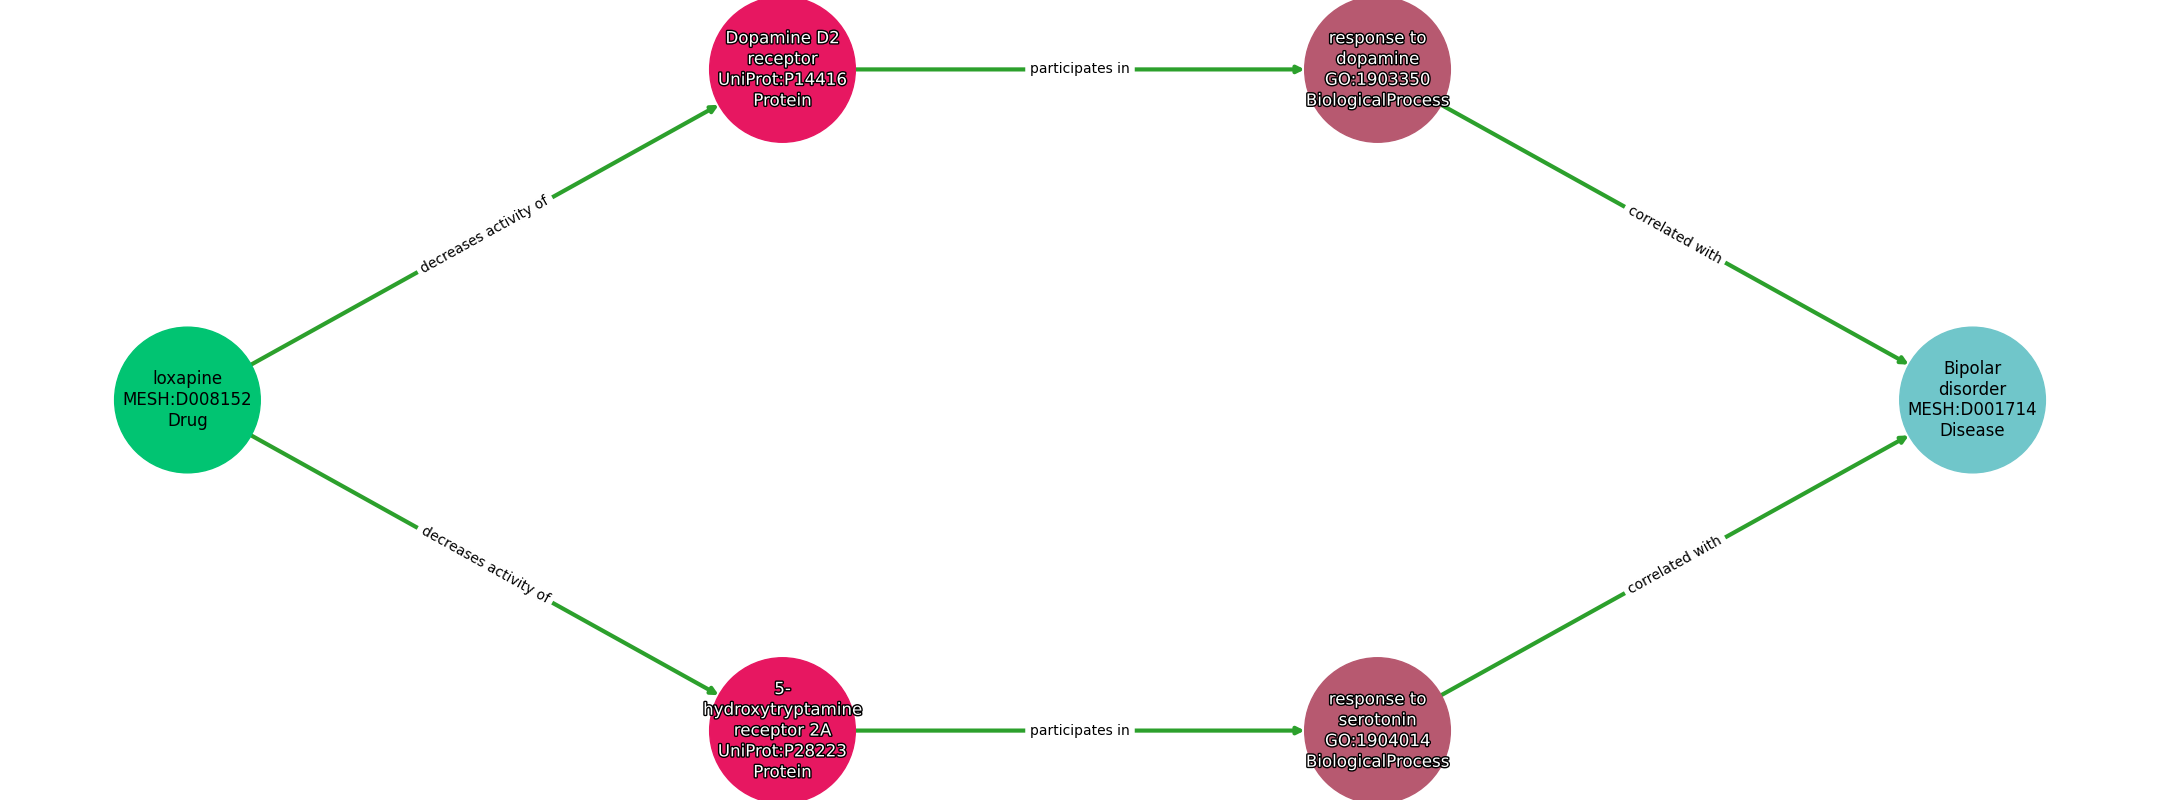 Dopamine D2
receptor
UniProt:P14416
Protein
participates in
response to
dopamine
GO:1903350
BiologicalProcess
decreases activity of
correlated with
loxapine
MESH:D008152
Drug
Bipolar
disorder
MESH:D001714
Disease
decreases activity of
correlated with
5-
hydroxytryptamine
receptor 2A
UniProt:P28223
Protein
participates in
response to
serotonin
GO:1904014
BiologicalProcess